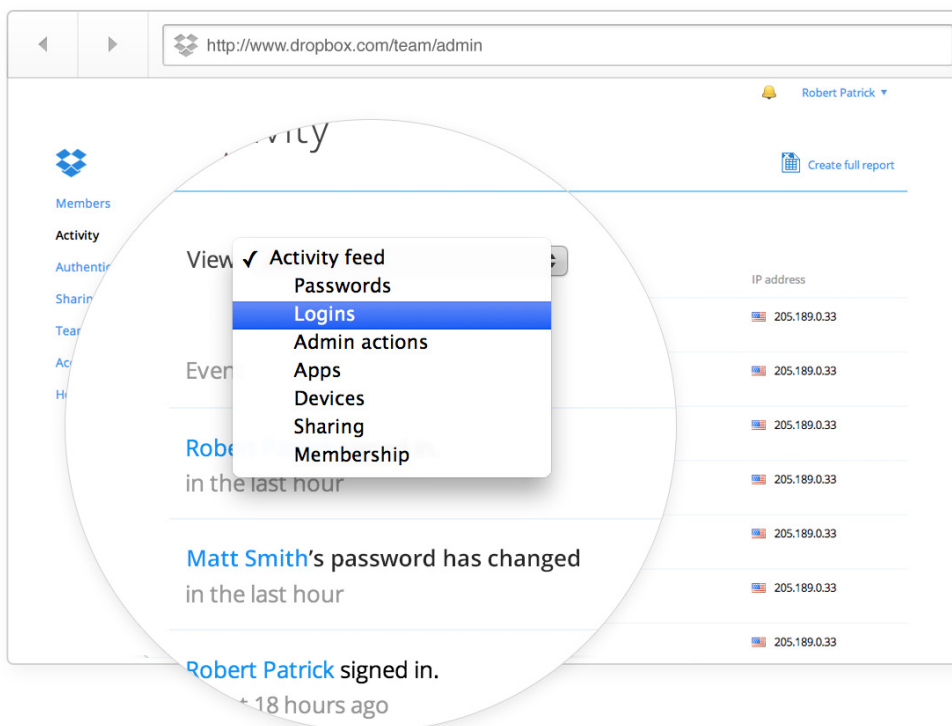 http://www.dropbox.com/team/admin
Robert Patrick
Create full report
Members
Activity
View
Activity feed
Passwords
Logins
Admin actions
Apps
Devices
Sharing
Membership
IP address
205.189.0.33
205.189.0.33
205.189.0.33
205.189.0.33
205.189.0.33
205.189.0.33
205.189.0.33
in the last hour
Matt Smith's password has changed
in the last hour
Robert Patrick signed in.
18 hours ago